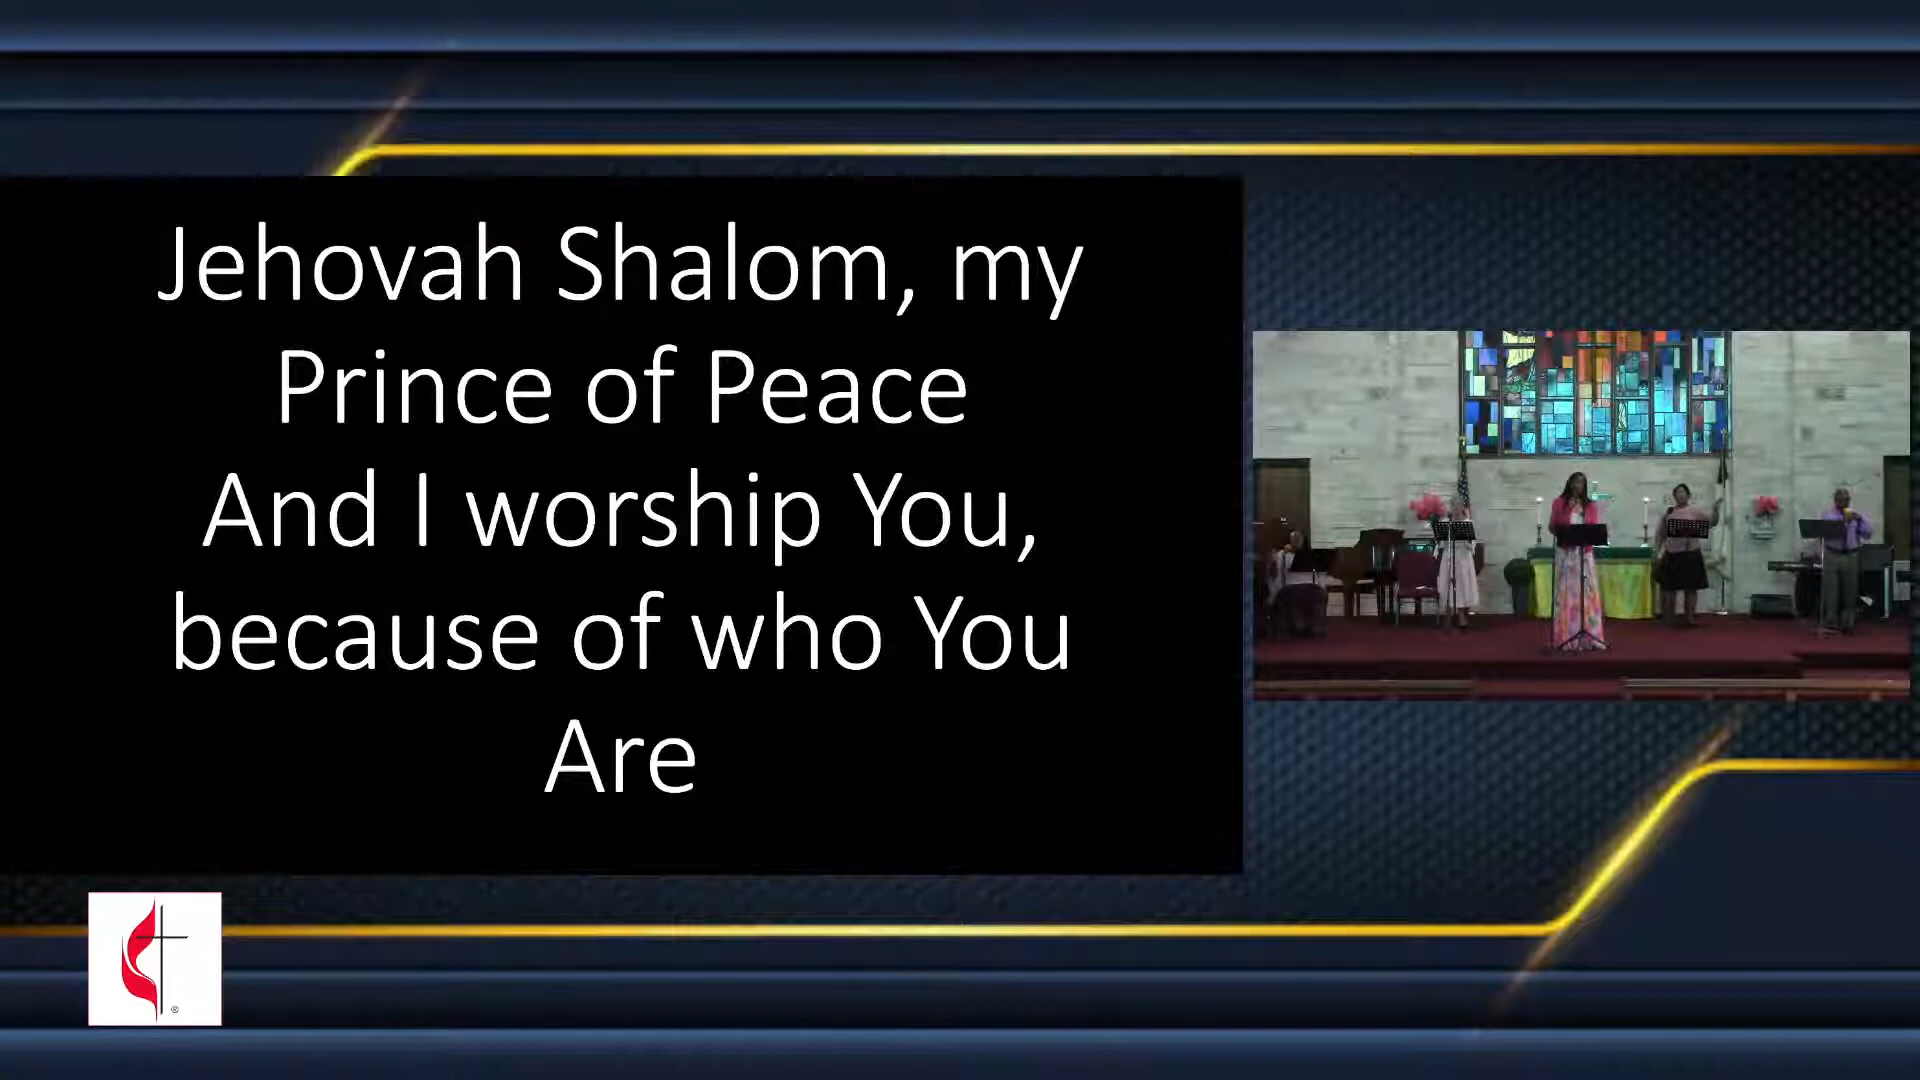 Jehovah Shalom, my
Prince of Peace
And I worship You,
because of who You
Are
®